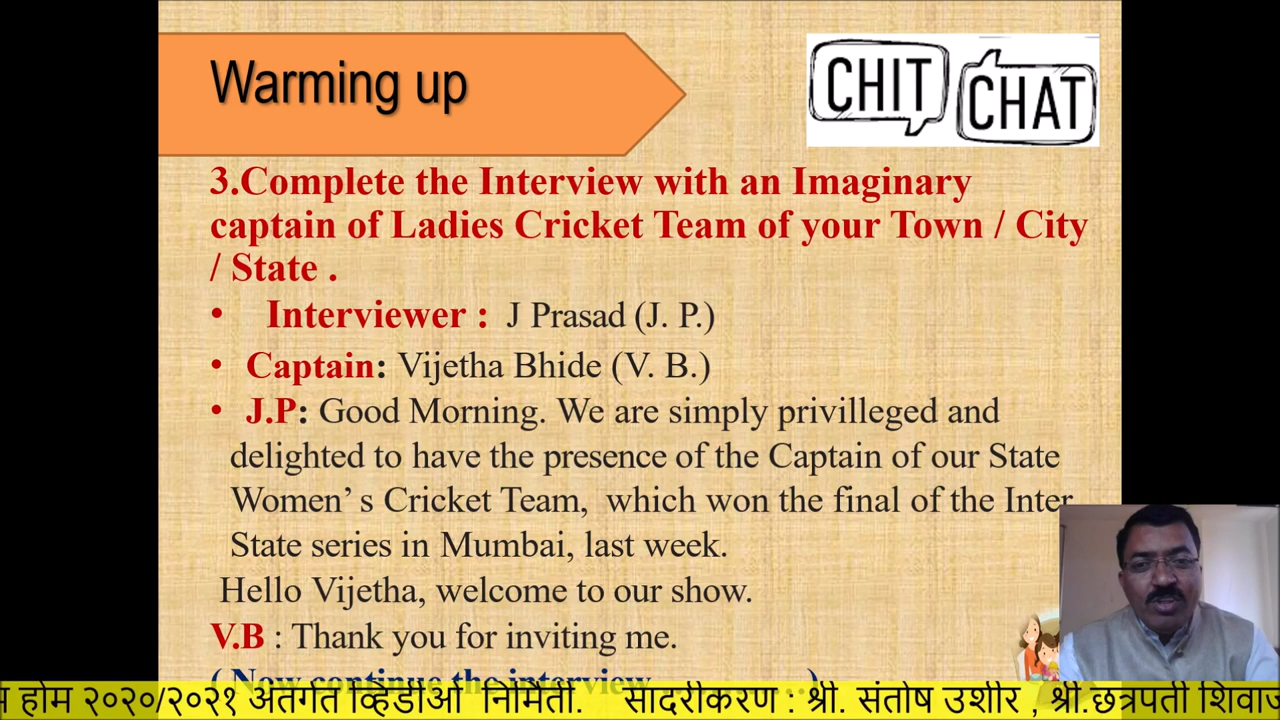 Warming up
CHIT
CHAT
3.Complete the Interview with an Imaginary
captain of Ladies Cricket Team of your Town / City
/ State .
• Interviewer : J Prasad (J. P.)
• Captain: Vijetha Bhide (V. B.)
• J.P: Good Morning. We are simply privilleged and
delighted to have the presence of the Captain of our State
Women’ s Cricket Team, which won the final of the Inter
State series in Mumbai, last week.
Hello Vijetha, welcome to our show.
V.B : Thank you for inviting me.
( Now continue the interview
होम २०२०/२०२१ अंतर्गत व्हिडीओ निर्मिती. सादरीकरण : श्री. संतोष उशीर , श्री.छत्रपती